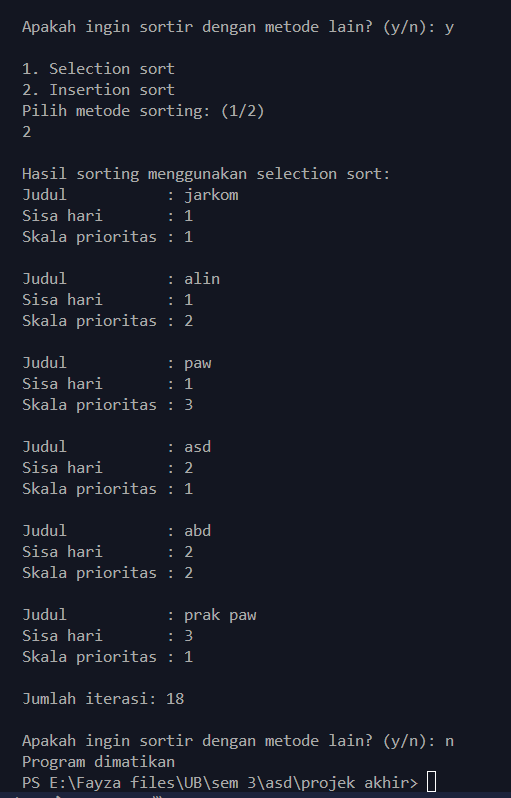 Apakah ingin sortir dengan metode lain? (y/n): y
1. Selection sort
2. Insertion sort
Pilih metode sorting: (1/2)
2
Hasil sorting menggunakan selection sort:
Judul : jarkom
Sisa hari : 1
Skala prioritas : 1
Judul : alin
Sisa hari : 1
Skala prioritas : 2
Judul : paw
Sisa hari : 1
Skala prioritas : 3
Judul : asd
Sisa hari : 2
Skala prioritas : 1
Judul : abd
Sisa hari : 2
Skala prioritas : 2
Judul : prak paw
Sisa hari : 3
Skala prioritas : 1
Jumlah iterasi: 18
Apakah ingin sortir dengan metode lain? (y/n): n
Program dimatikan
PS E:\Fayza files\UB\sem 3\asd\projek akhir>